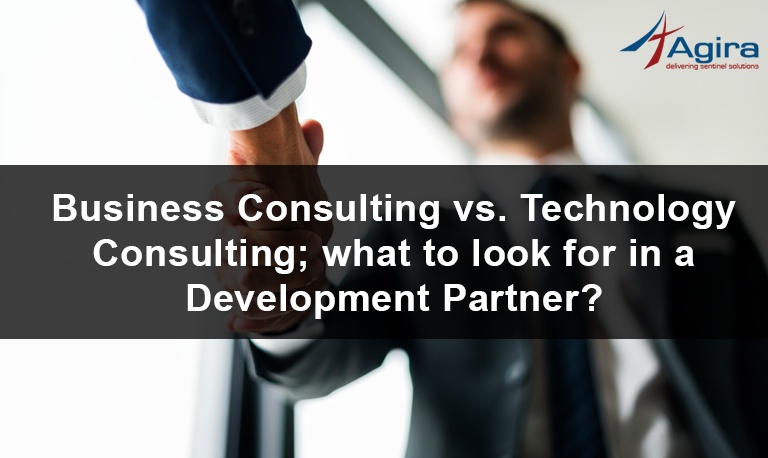 Agira
delivering sentinel solutions
Business Consulting vs. Technology
Consulting; what to look for in a
Development Partner?